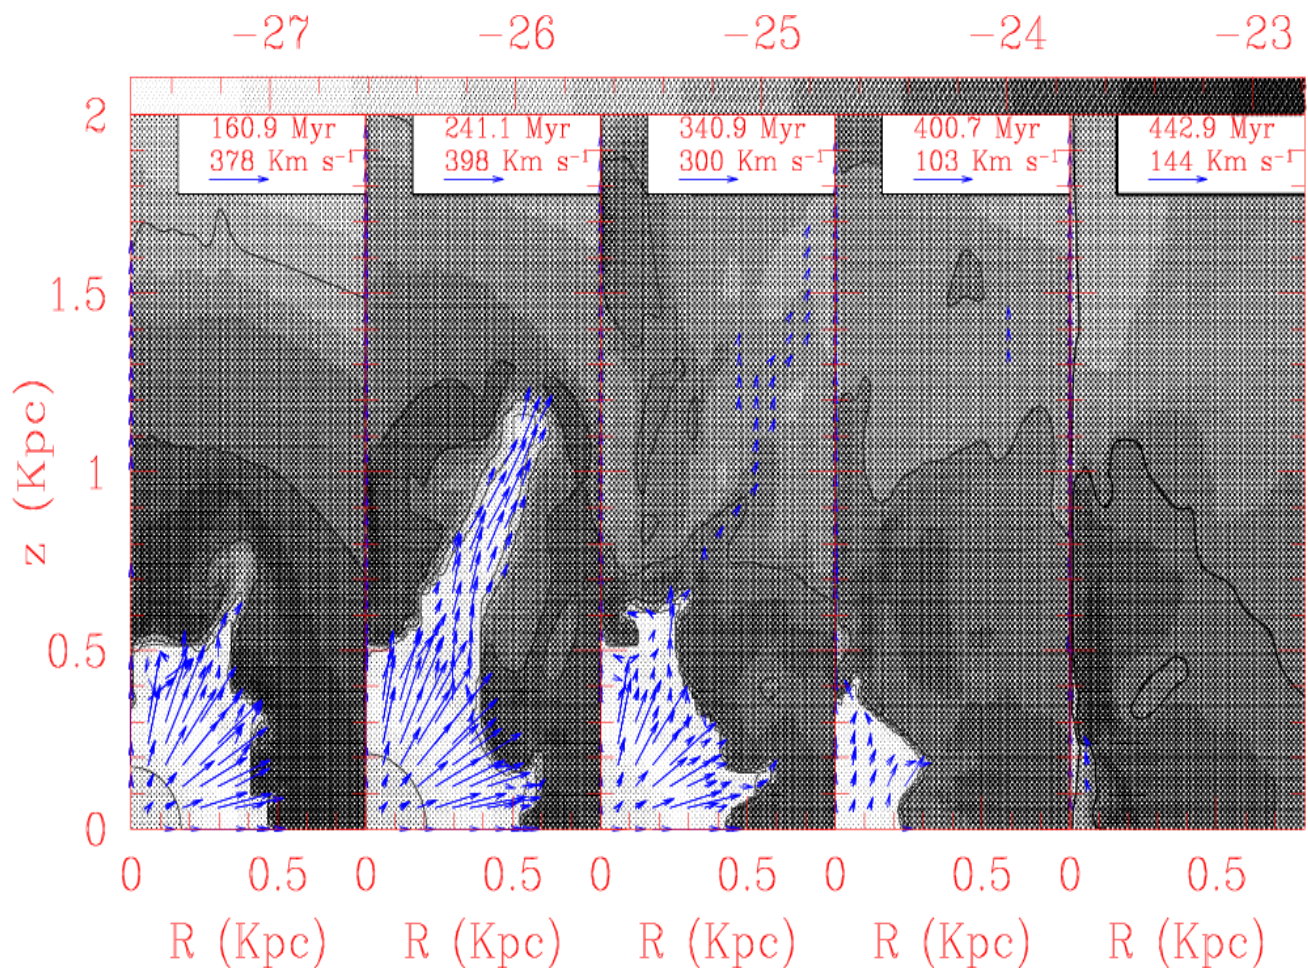 -27 -26 -25 -24 -23
160.9 Myr 241.1 Myr 340.9 Myr 400.7 Myr 442.9 Myr
378 Km s⁻¹ 398 Km s⁻¹ 300 Km s⁻¹ 103 Km s⁻¹ 144 Km s⁻¹
2
1.5
1
0.5
0
z (Kpc)
0 0.5 0 0.5 0 0.5 0 0.5 0 0.5
R (Kpc) R (Kpc) R (Kpc) R (Kpc) R (Kpc)